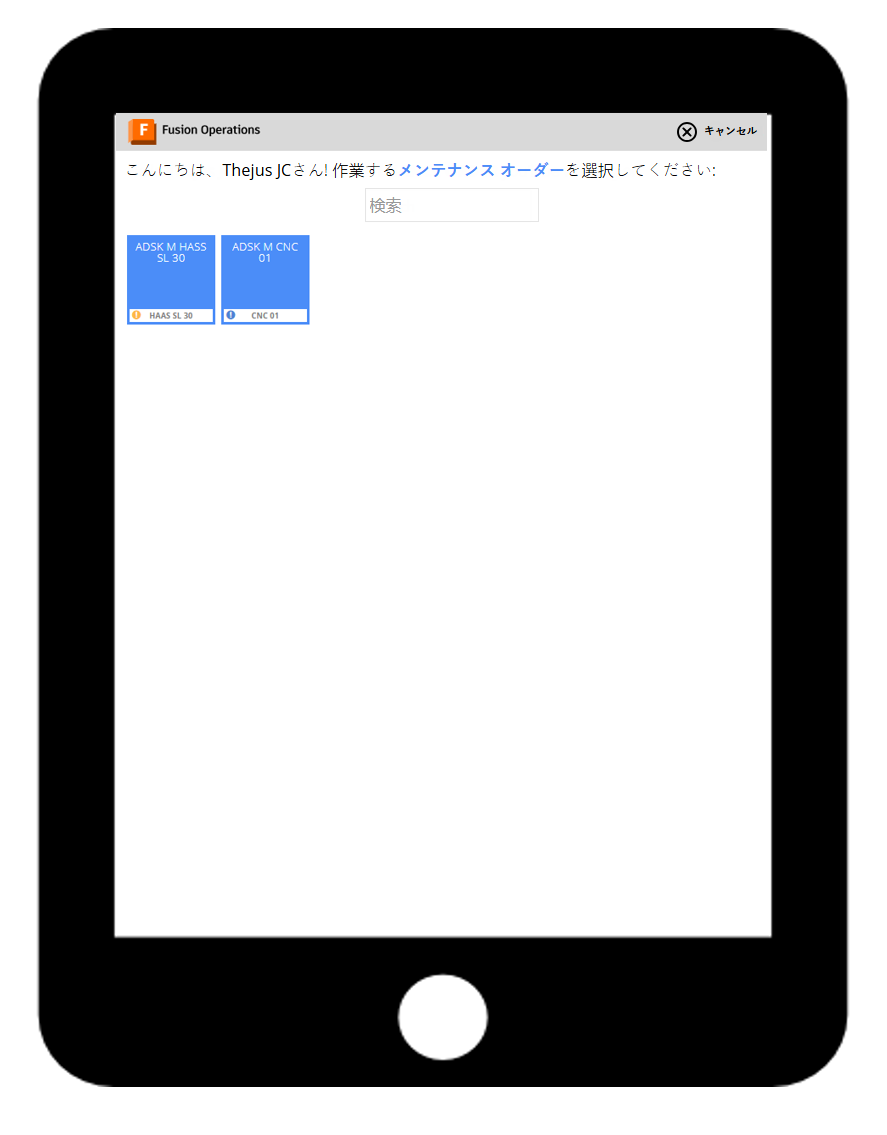 F Fusion Operations
キャンセル
こんにちは、Thejus JCさん! 作業するメンテナンス オーダーを選択してください:
検索
ADSK M HASS
SL 30
HAAS SL 30
ADSK M CNC
01
CNC 01